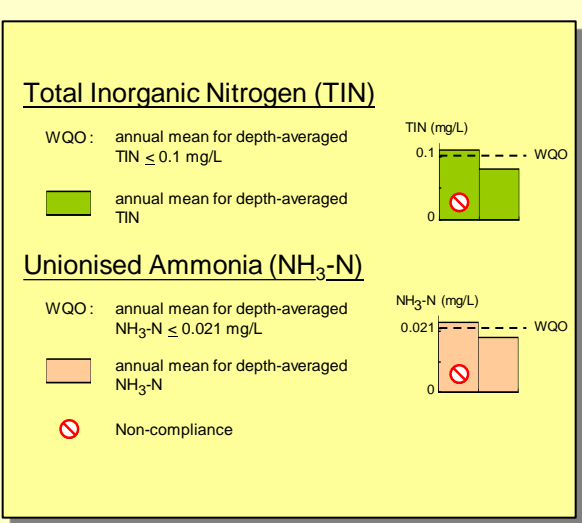 Total Inorganic Nitrogen (TIN)
WQO: annual mean for depth-averaged
TIN ≤ 0.1 mg/L
annual mean for depth-averaged
TIN
TIN (mg/L)
0.1
WQO
0
Unionised Ammonia (NH3-N)
WQO: annual mean for depth-averaged
NH3-N ≤ 0.021 mg/L
annual mean for depth-averaged
NH3-N
Non-compliance
NH3-N (mg/L)
0.021
WQO
0